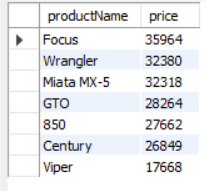 productName price
Focus 35964
Wrangler 32380
Miata MX-5 32318
GTO 28264
850 27662
Century 26849
Viper 17668